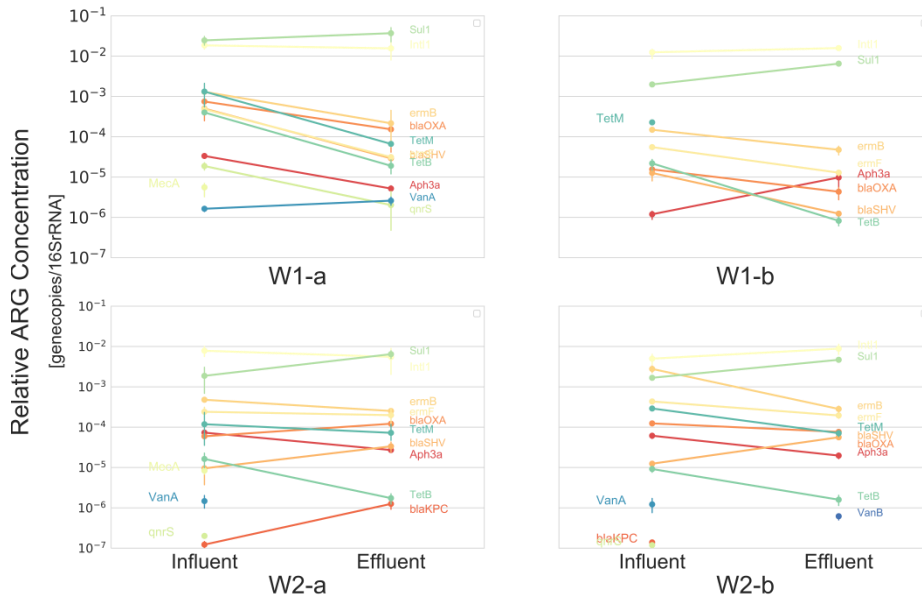 Relative ARG Concentration
[genecopies/16SrRNA]
10⁻¹
10⁻²
10⁻³
10⁻⁴
10⁻⁵
10⁻⁶
10⁻⁷
Sul1
ermB
blaOXA
TetM
blaSHV
TetB
Aph3a
VanA
qnrS
MecA
W1-a
Sul1
TetM
ermB
ermF
Aph3a
blaOXA
blaSHV
TetB
W1-b
10⁻¹
10⁻²
10⁻³
10⁻⁴
10⁻⁵
10⁻⁶
10⁻⁷
Sul1
ermB
ermF
blaOXA
TetM
blaSHV
Aph3a
MecA
VanA
TetB
blaKPC
qnrS
Influent
Effluent
W2-a
Sul1
ermB
ermF
TetM
blaSHV
blaOXA
Aph3a
TetB
VanA
VanB
blaKPC
Influent
Effluent
W2-b